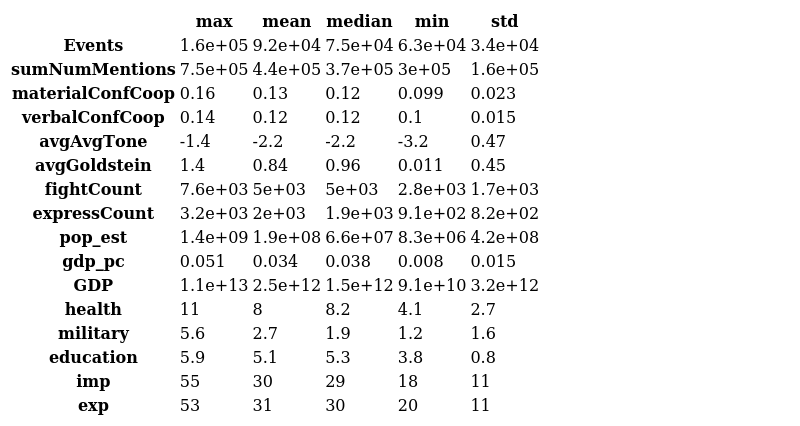 max mean median min std
Events 1.6e+05 9.2e+04 7.5e+04 6.3e+04 3.4e+04
sumNumMentions 7.5e+05 4.4e+05 3.7e+05 3e+05 1.6e+05
materialConfCoop 0.16 0.13 0.12 0.099 0.023
verbalConfCoop 0.14 0.12 0.12 0.1 0.015
avgAvgTone -1.4 -2.2 -2.2 -3.2 0.47
avgGoldstein 1.4 0.84 0.96 0.011 0.45
fightCount 7.6e+03 5e+03 5e+03 2.8e+03 1.7e+03
expressCount 3.2e+03 2e+03 1.9e+03 9.1e+02 8.2e+02
pop_est 1.4e+09 1.9e+08 6.6e+07 8.3e+06 4.2e+08
gdp_pc 0.051 0.034 0.038 0.008 0.015
GDP 1.1e+13 2.5e+12 1.5e+12 9.1e+10 3.2e+12
health 11 8 8.2 4.1 2.7
military 5.6 2.7 1.9 1.2 1.6
education 5.9 5.1 5.3 3.8 0.8
imp 55 30 29 18 11
exp 53 31 30 20 11